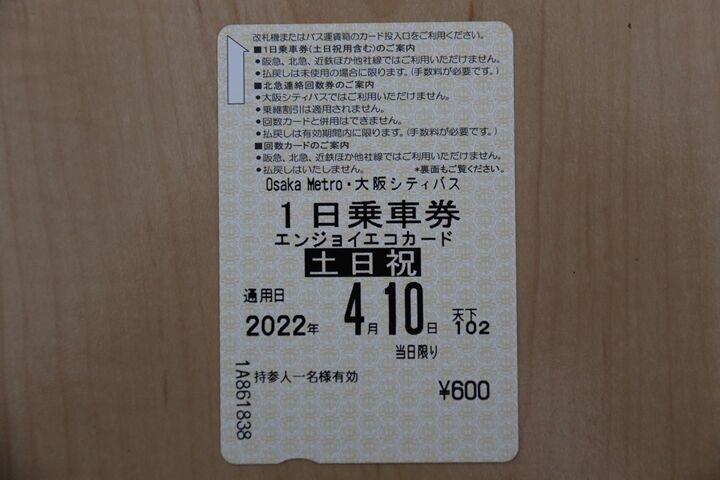 改札機またはバス運賃箱のカード投入口をご利用ください。
■1日乗車券(土日祝用含む)のご案内
●阪急、北急、近鉄ほか他社線ではご利用いただけません。
●払戻しは未使用の場合に限ります。(手数料が必要です。)
■北急連絡回数券のご案内
●大阪シティバスではご利用いただけません。
●乗継割引は適用されません。
●回数カードと併用はできません。
●払戻しは有効期間内に限ります。(手数料が必要です。)
■回数カードのご案内
●阪急、北急、近鉄ほか他社線ではご利用いただけません。
●払戻しはいたしません。 *裏面もご覧ください。
Osaka Metro・大阪シティバス
1日乗車券
エンジョイエコカード
土日祝
通用日
2022年 4月10日 天下102
当日限り
持参人一名様有効
¥600
1A861838